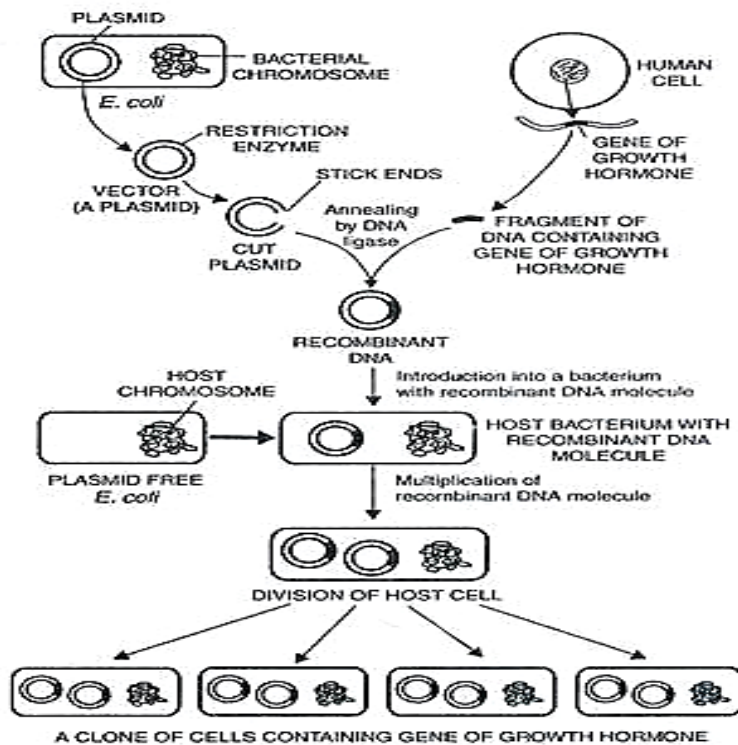 PLASMID
BACTERIAL
CHROMOSOME
E. coli
HUMAN
CELL
RESTRICTION
ENZYME
GENE OF
GROWTH
HORMONE
VECTOR
(A PLASMID)
STICK ENDS
Annealing
by DNA
ligase
CUT
PLASMID
FRAGMENT OF
DNA CONTAINING
GENE OF GROWTH
HORMONE
RECOMBINANT
DNA
HOST
CHROMOSOME
Introduction into a bacterium
with recombinant DNA molecule
HOST BACTERIUM WITH
RECOMBINANT DNA
MOLECULE
PLASMID FREE
E. coli
Multiplication of
recombinant DNA molecule
DIVISION OF HOST CELL
A CLONE OF CELLS CONTAINING GENE OF GROWTH HORMONE